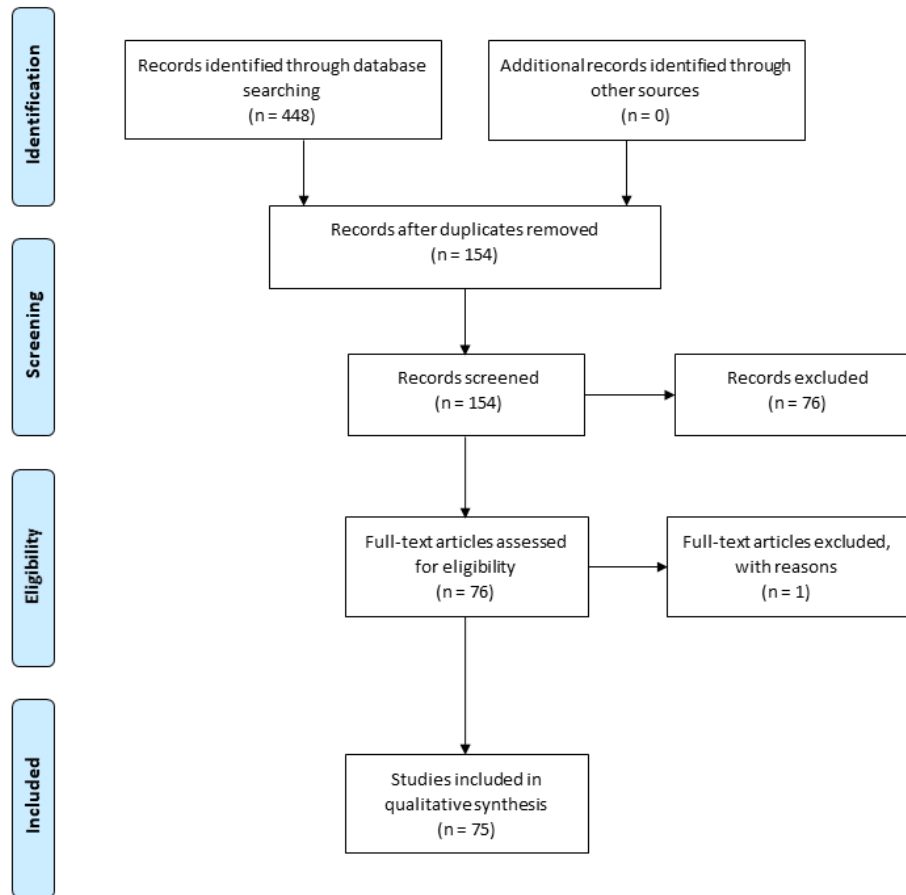 Identification
Records identified through database
searching
(n = 448)
Additional records identified through
other sources
(n = 0)
Records after duplicates removed
(n = 154)
Screening
Records screened
(n = 154)
Records excluded
(n = 76)
Eligibility
Full-text articles assessed
for eligibility
(n = 76)
Full-text articles excluded,
with reasons
(n = 1)
Included
Studies included in
qualitative synthesis
(n = 75)